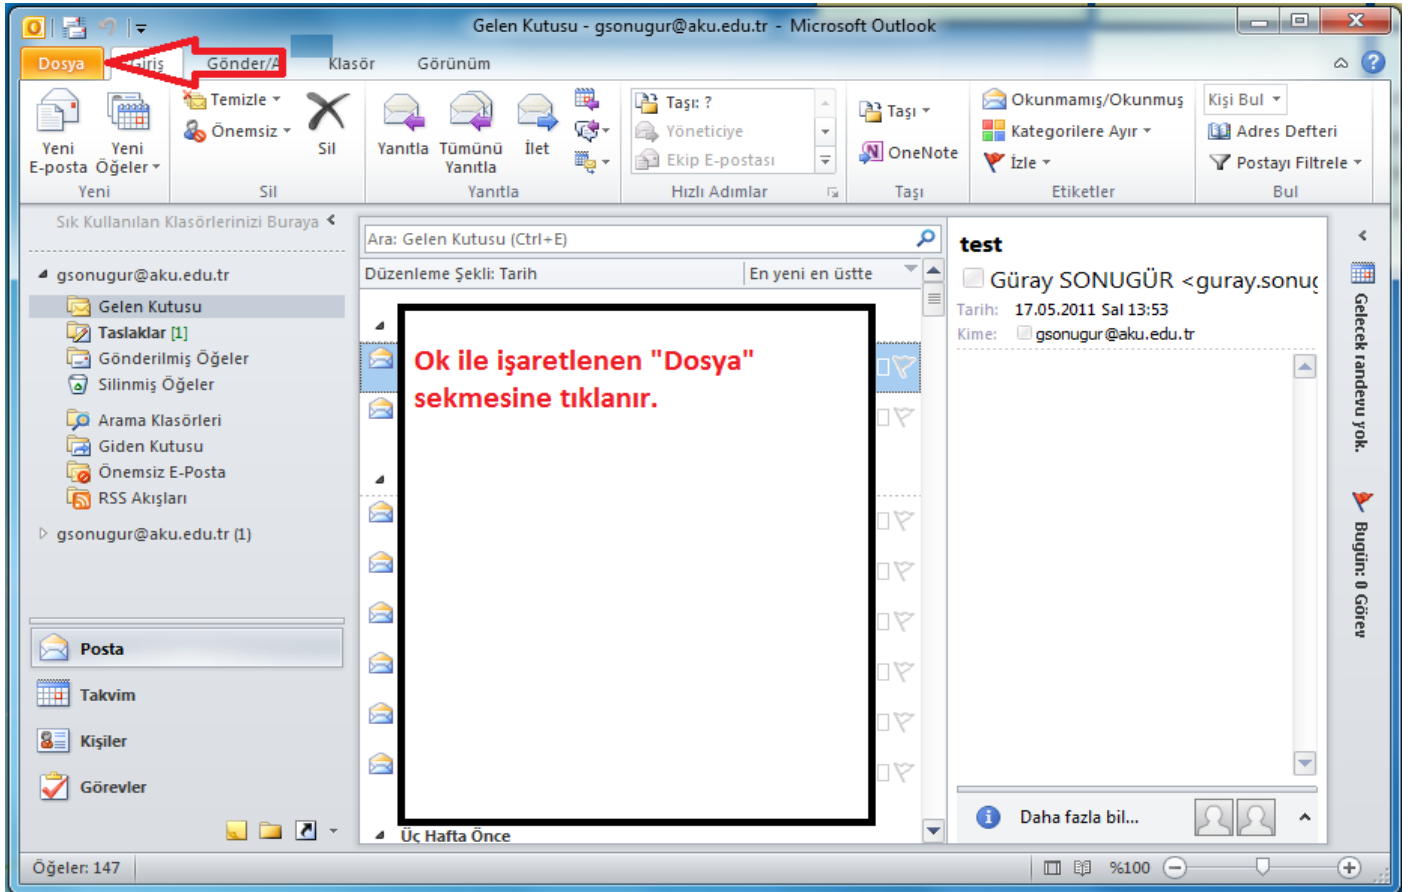 Gelen Kutusu - gsonugur@aku.edu.tr - Microsoft Outlook
Dosya Giriş Gönder/A Klasör Görünüm
Yeni E-posta
Yeni Öğeler
Temizle
Önemsiz
Sil
Yanıtla
Tümünü Yanıtla
İlet
Taşı: ?
Yöneticiye
Ekip E-postası
Taşı
OneNote
Okunmamış/Okunmuş
Kategorilere Ayır
İzle
Kişi Bul
Adres Defteri
Postayı Filtrele
Yeni Sil Yanıtla Hızlı Adımlar Taşı Etiketler Bul
Sık Kullanılan Klasörlerinizi Buraya
gsonugur@aku.edu.tr
Gelen Kutusu
Taslaklar [1]
Gönderilmiş Öğeler
Silinmiş Öğeler
Arama Klasörleri
Giden Kutusu
Önemsiz E-Posta
RSS Akışları
gsonugur@aku.edu.tr (1)
Posta
Takvim
Kişiler
Görevler
Ara: Gelen Kutusu (Ctrl+E)
Düzenleme Şekli: Tarih En yeni en üstte
Ok ile işaretlenen "Dosya"
sekmesine tıklanır.
Üç Hafta Önce
test
Güray SONUGÜR <guray.sonug
Tarih: 17.05.2011 Sal 13:53
Kime: gsonugur@aku.edu.tr
Daha fazla bil...
Gelecek randevu yok.
Bugün: 0 Görev
Öğeler: 147
%100